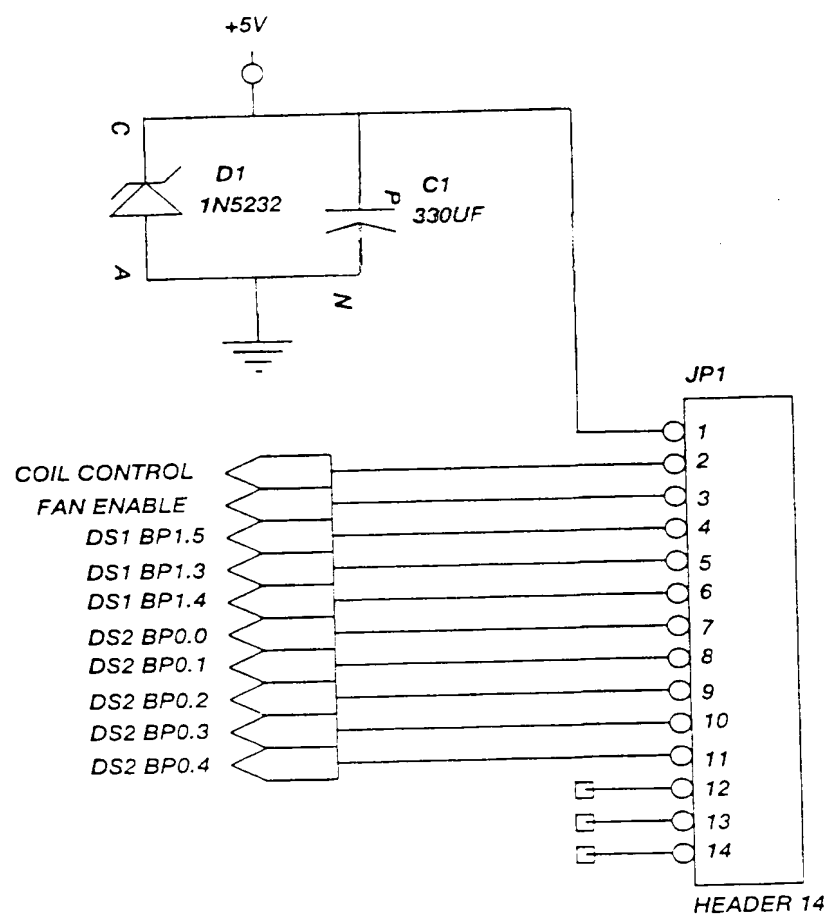 +5V
C
D1
1N5232
P
C1
330UF
A
N
JP1
1
COIL CONTROL
2
FAN ENABLE
3
DS1 BP1.5
4
DS1 BP1.3
5
DS1 BP1.4
6
DS2 BP0.0
7
DS2 BP0.1
8
DS2 BP0.2
9
DS2 BP0.3
10
DS2 BP0.4
11
12
13
14
HEADER 14